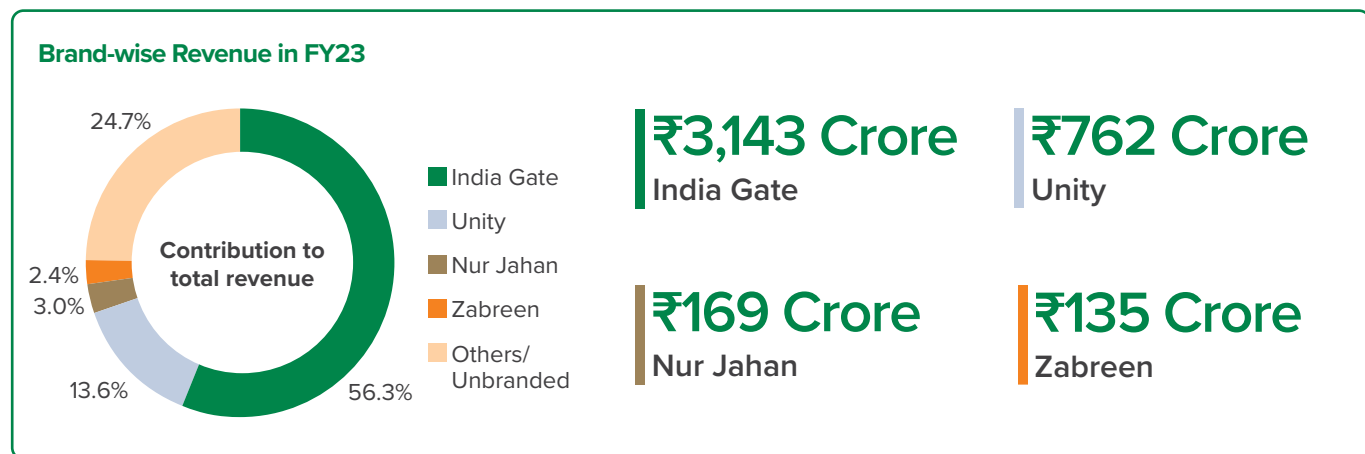 Brand-wise Revenue in FY23
24.7%
2.4%
3.0%
13.6%
56.3%
Contribution to
total revenue
India Gate
Unity
Nur Jahan
Zabreen
Others/
Unbranded
₹3,143 Crore
India Gate
₹762 Crore
Unity
₹169 Crore
Nur Jahan
₹135 Crore
Zabreen